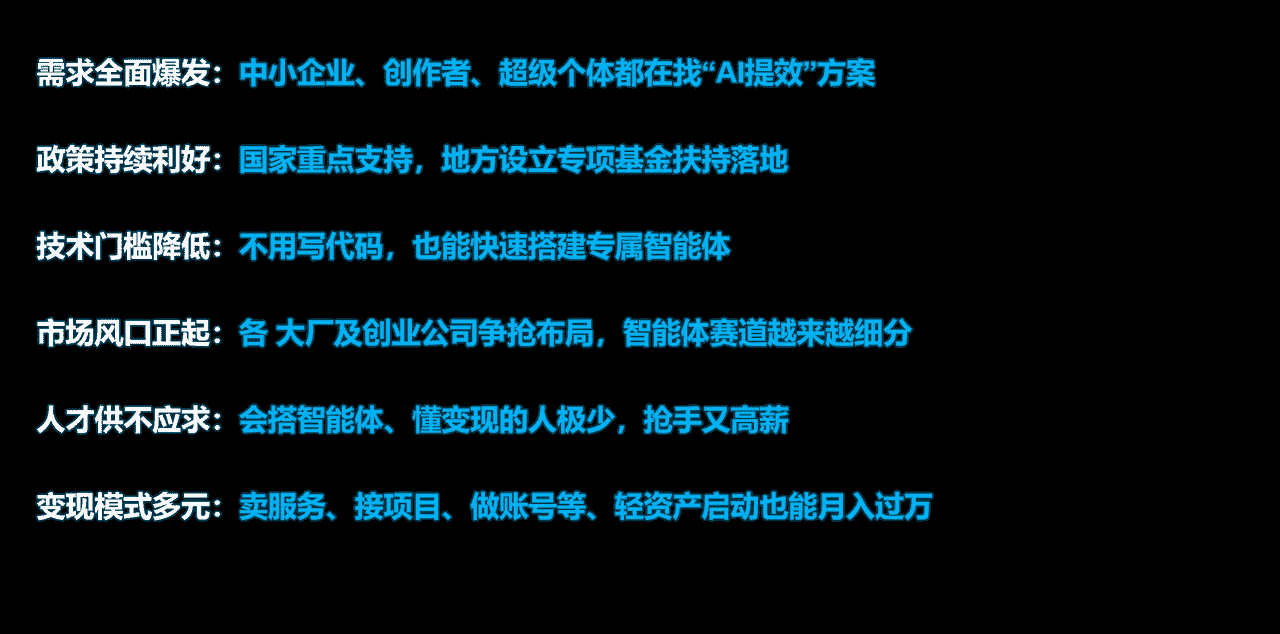 需求全面爆发：中小企业、创作者、超级个体都在找“AI提效”方案
政策持续利好：国家重点支持，地方设立专项基金扶持落地
技术门槛降低：不用写代码，也能快速搭建专属智能体
市场风口正起：各 大厂及创业公司争抢布局，智能体赛道越来越细分
人才供不应求：会搭智能体、懂变现的人极少，抢手又高薪
变现模式多元：卖服务、接项目、做账号等、轻资产启动也能月入过万